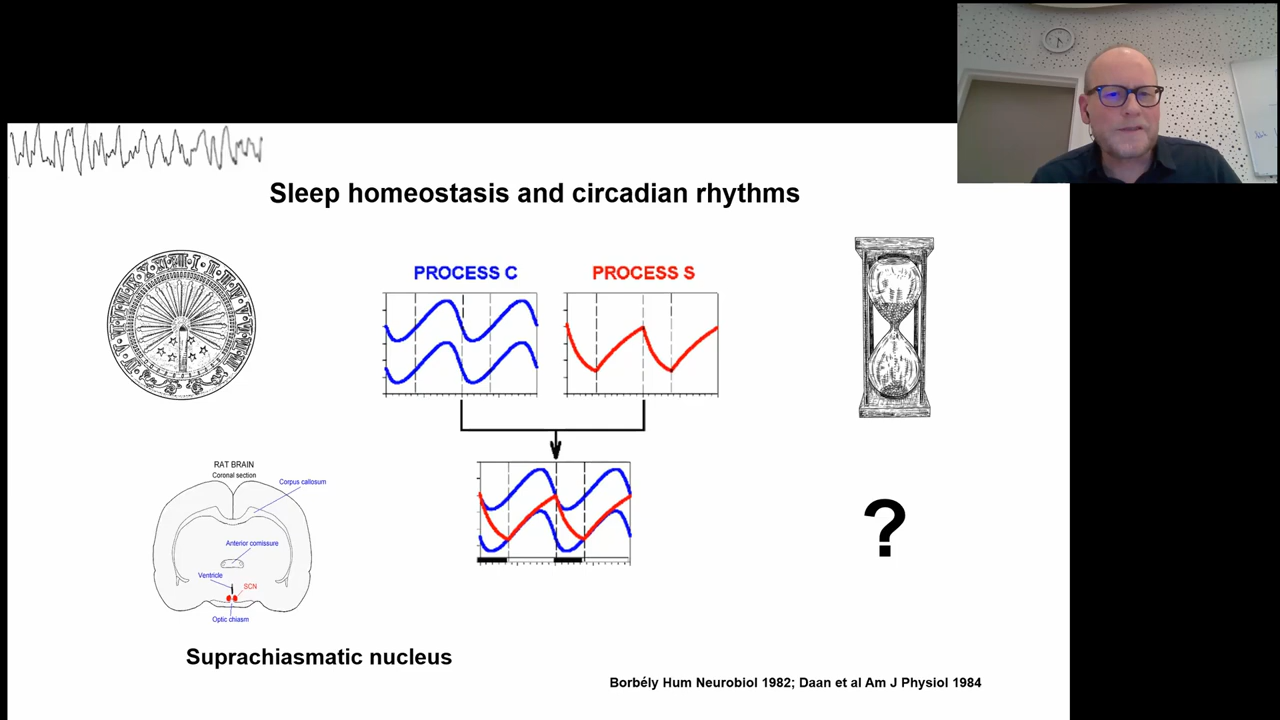 Sleep homeostasis and circadian rhythms
PROCESS C
PROCESS S
RAT BRAIN
Coronal section
Corpus callosum
Anterior comissure
Ventricle
SCN
Optic chiasm
?
Suprachiasmatic nucleus
Borbély Hum Neurobiol 1982; Daan et al Am J Physiol 1984